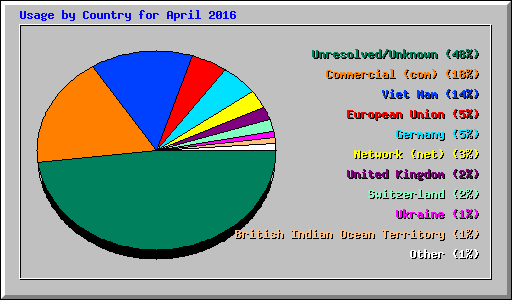 Usage by Country for April 2016
Unresolved/Unknown (48%)
Commercial (com) (18%)
Viet Nam (14%)
European Union (5%)
Germany (5%)
Network (net) (3%)
United Kingdom (2%)
Switzerland (2%)
Ukraine (1%)
British Indian Ocean Territory (1%)
Other (1%)